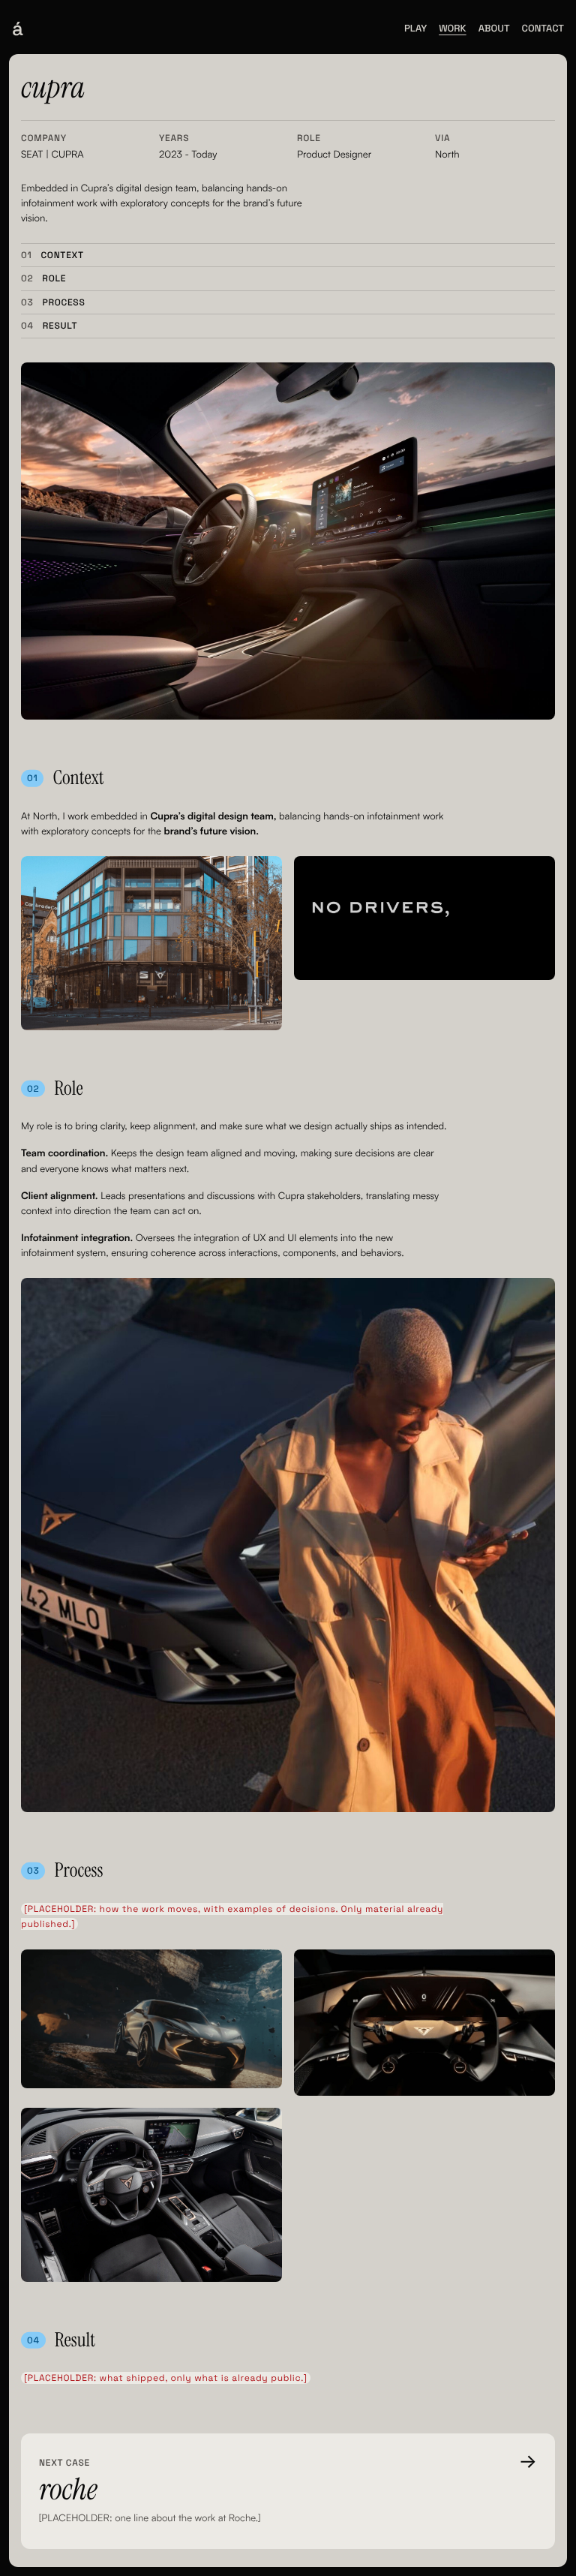 á
PLAY WORK ABOUT CONTACT
cupra
COMPANY YEARS ROLE VIA
SEAT | CUPRA 2023 - Today Product Designer North
Embedded in Cupra's digital design team, balancing hands-on
infotainment work with exploratory concepts for the brand's future
vision.
01 CONTEXT
02 ROLE
03 PROCESS
04 RESULT
01 Context
At North, I work embedded in Cupra's digital design team, balancing hands-on infotainment work
with exploratory concepts for the brand's future vision.
NO DRIVERS,
02 Role
My role is to bring clarity, keep alignment, and make sure what we design actually ships as intended.
Team coordination. Keeps the design team aligned and moving, making sure decisions are clear
and everyone knows what matters next.
Client alignment. Leads presentations and discussions with Cupra stakeholders, translating messy
context into direction the team can act on.
Infotainment integration. Oversees the integration of UX and UI elements into the new
infotainment system, ensuring coherence across interactions, components, and behaviors.
42 MLO
03 Process
[PLACEHOLDER: how the work moves, with examples of decisions. Only material already
published.]
04 Result
[PLACEHOLDER: what shipped, only what is already public.]
NEXT CASE
roche
[PLACEHOLDER: one line about the work at Roche.]